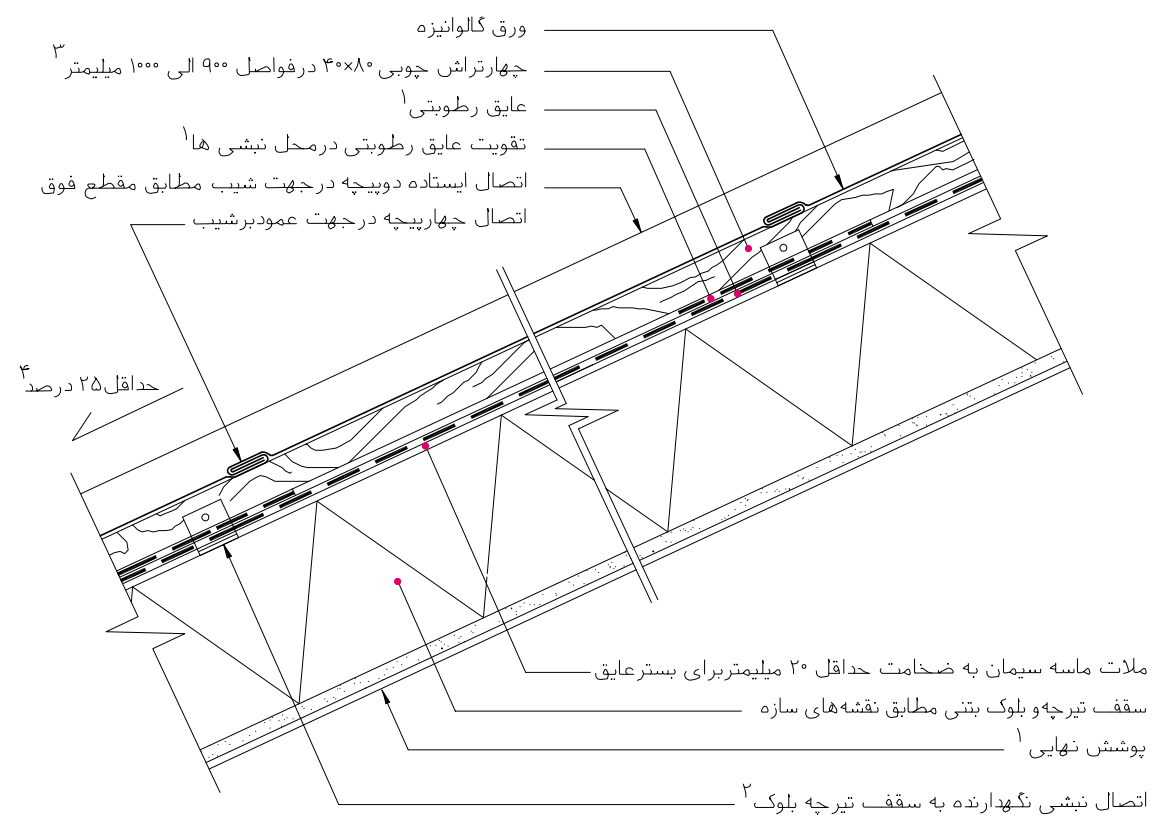 ورق گالوانیزه
چهارتراش چوبی ۸۰×۴۰ درفواصل ۹۰۰ الی ۱۰۰۰ میلیمتر ۳
عایق رطوبتی ۱
تقویت عایق رطوبتی درمحل نبشی ها ۱
اتصال ایستاده دوپیچه درجهت شیب مطابق مقطع فوق
اتصال چهارپیچه درجهت عمودبرشیب
حداقل ۲۵ درصد ۴
ملات ماسه سیمان به ضخامت حداقل ۲۰ میلیمتربرای بسترعایق
سقف تیرچه‌و بلوک بتنی مطابق نقشه‌های سازه
پوشش نهایی ۱
اتصال نبشی نگهدارنده به سقف تیرچه بلوک ۲